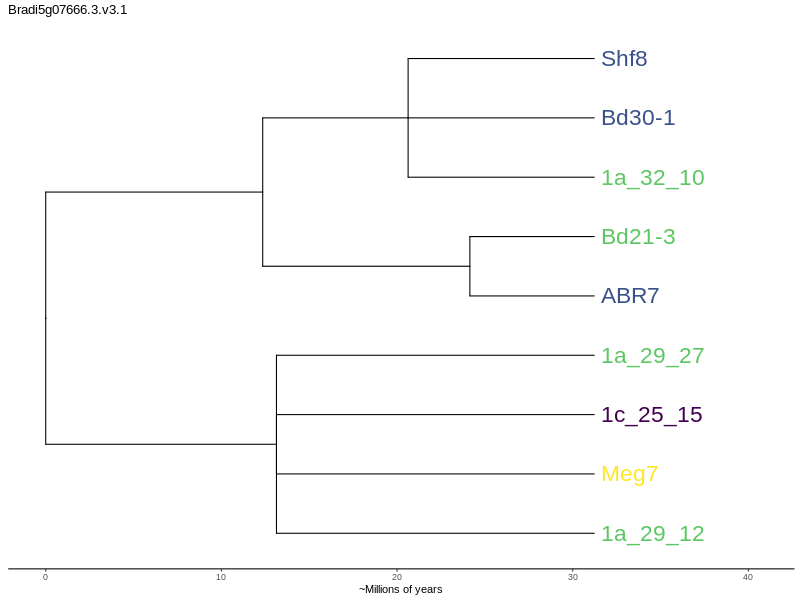 Bradi5g07666.3.v3.1
Shf8
Bd30-1
1a_32_10
Bd21-3
ABR7
1a_29_27
1c_25_15
Meg7
1a_29_12
0 10 20 30 40
~Millions of years